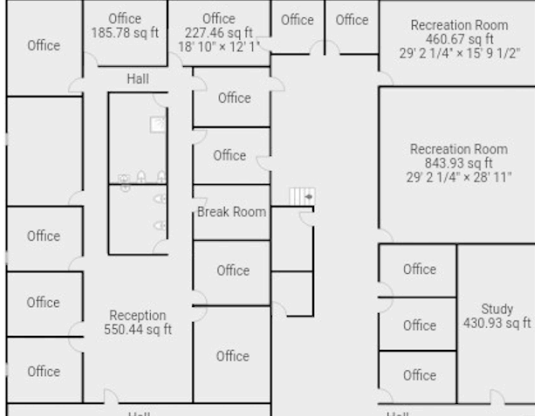 Office
Office
185.78 sq ft
Office
227.46 sq ft
18' 10" × 12' 1"
Office
Office
Recreation Room
460.67 sq ft
29' 2 1/4" × 15' 9 1/2"
Hall
Office
Office
Recreation Room
843.93 sq ft
29' 2 1/4" × 28' 11"
Break Room
Office
Office
Office
Office
Reception
550.44 sq ft
Study
430.93 sq ft
Office
Office
Office
Office
Office
Hall
Hall